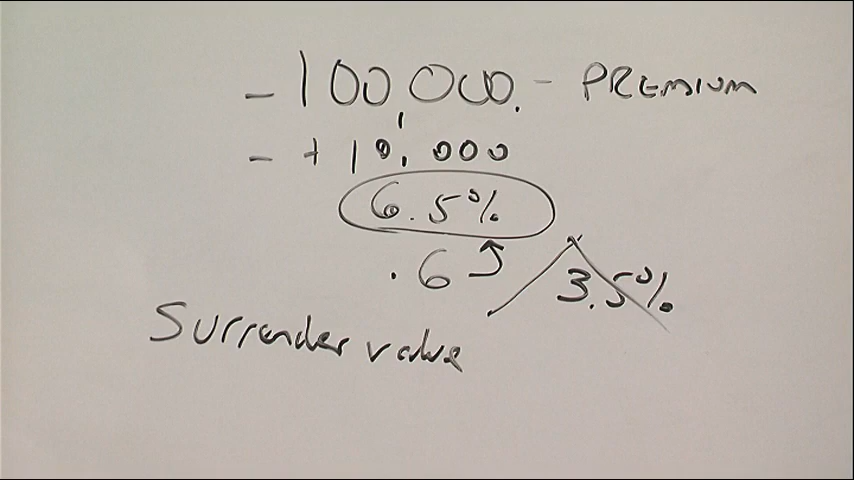 - 100,000. - PREMIUM
- + 10,000
6.5%
.6 3.5%
Surrender value